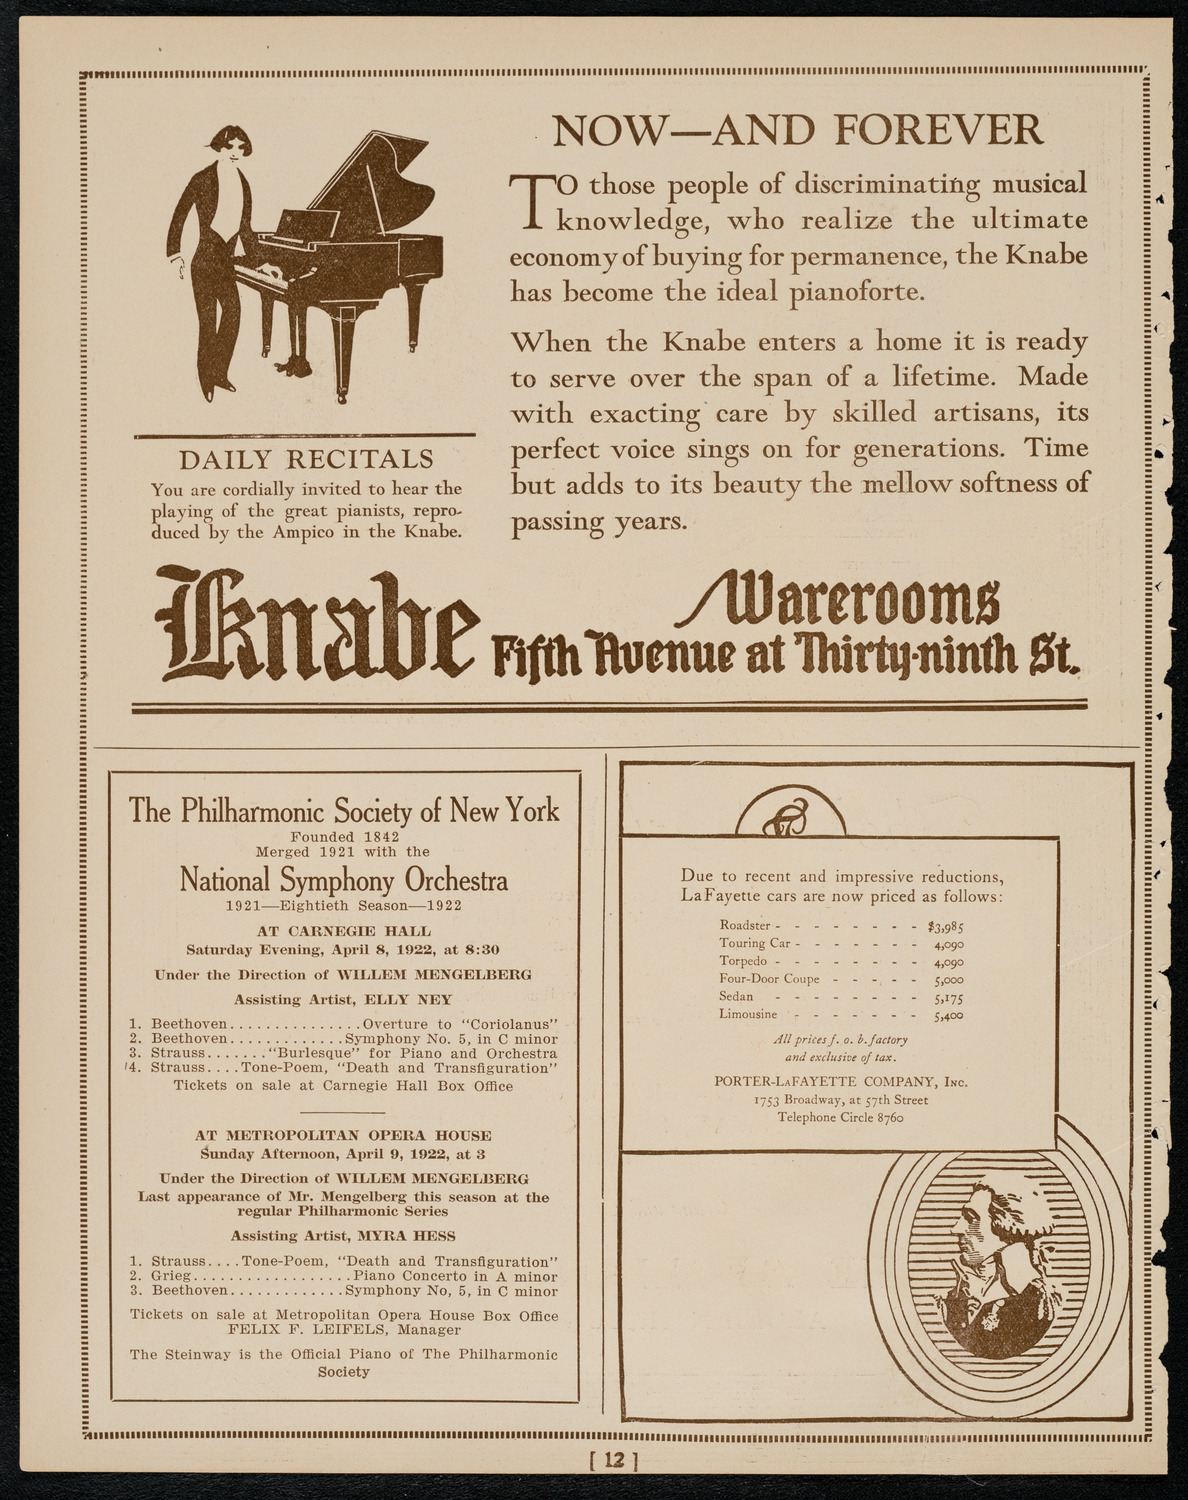 NOW—AND FOREVER
TO those people of discriminating musical
knowledge, who realize the ultimate
economy of buying for permanence, the Knabe
has become the ideal pianoforte.
When the Knabe enters a home it is ready
to serve over the span of a lifetime. Made
with exacting care by skilled artisans, its
perfect voice sings on for generations. Time
but adds to its beauty the mellow softness of
passing years.
DAILY RECITALS
You are cordially invited to hear the
playing of the great pianists, repro-
duced by the Ampico in the Knabe.
Knabe Warerooms
Fifth Avenue at Thirty-ninth St.
The Philharmonic Society of New York
Founded 1842
Merged 1921 with the
National Symphony Orchestra
1921—Eightieth Season—1922
AT CARNEGIE HALL
Saturday Evening, April 8, 1922, at 8:30
Under the Direction of WILLEM MENGELBERG
Assisting Artist, ELLY NEY
1. Beethoven...............Overture to "Coriolanus"
2. Beethoven.............Symphony No. 5, in C minor
3. Strauss......."Burlesque" for Piano and Orchestra
4. Strauss....Tone-Poem, "Death and Transfiguration"
Tickets on sale at Carnegie Hall Box Office
AT METROPOLITAN OPERA HOUSE
Sunday Afternoon, April 9, 1922, at 3
Under the Direction of WILLEM MENGELBERG
Last appearance of Mr. Mengelberg this season at the
regular Philharmonic Series
Assisting Artist, MYRA HESS
1. Strauss....Tone-Poem, "Death and Transfiguration"
2. Grieg..................Piano Concerto in A minor
3. Beethoven.............Symphony No, 5, in C minor
Tickets on sale at Metropolitan Opera House Box Office
FELIX F. LEIFELS, Manager
The Steinway is the Official Piano of The Philharmonic
Society
Due to recent and impressive reductions,
LaFayette cars are now priced as follows:
Roadster - - - - - - - - $3,985
Touring Car - - - - - - - 4,090
Torpedo - - - - - - - - 4,090
Four-Door Coupe - - - - - 5,000
Sedan - - - - - - - - 5,175
Limousine - - - - - - - 5,400
All prices f. o. b. factory
and exclusive of tax.
PORTER-LAFAYETTE COMPANY, INC.
1753 Broadway, at 57th Street
Telephone Circle 8760
[ 12 ]